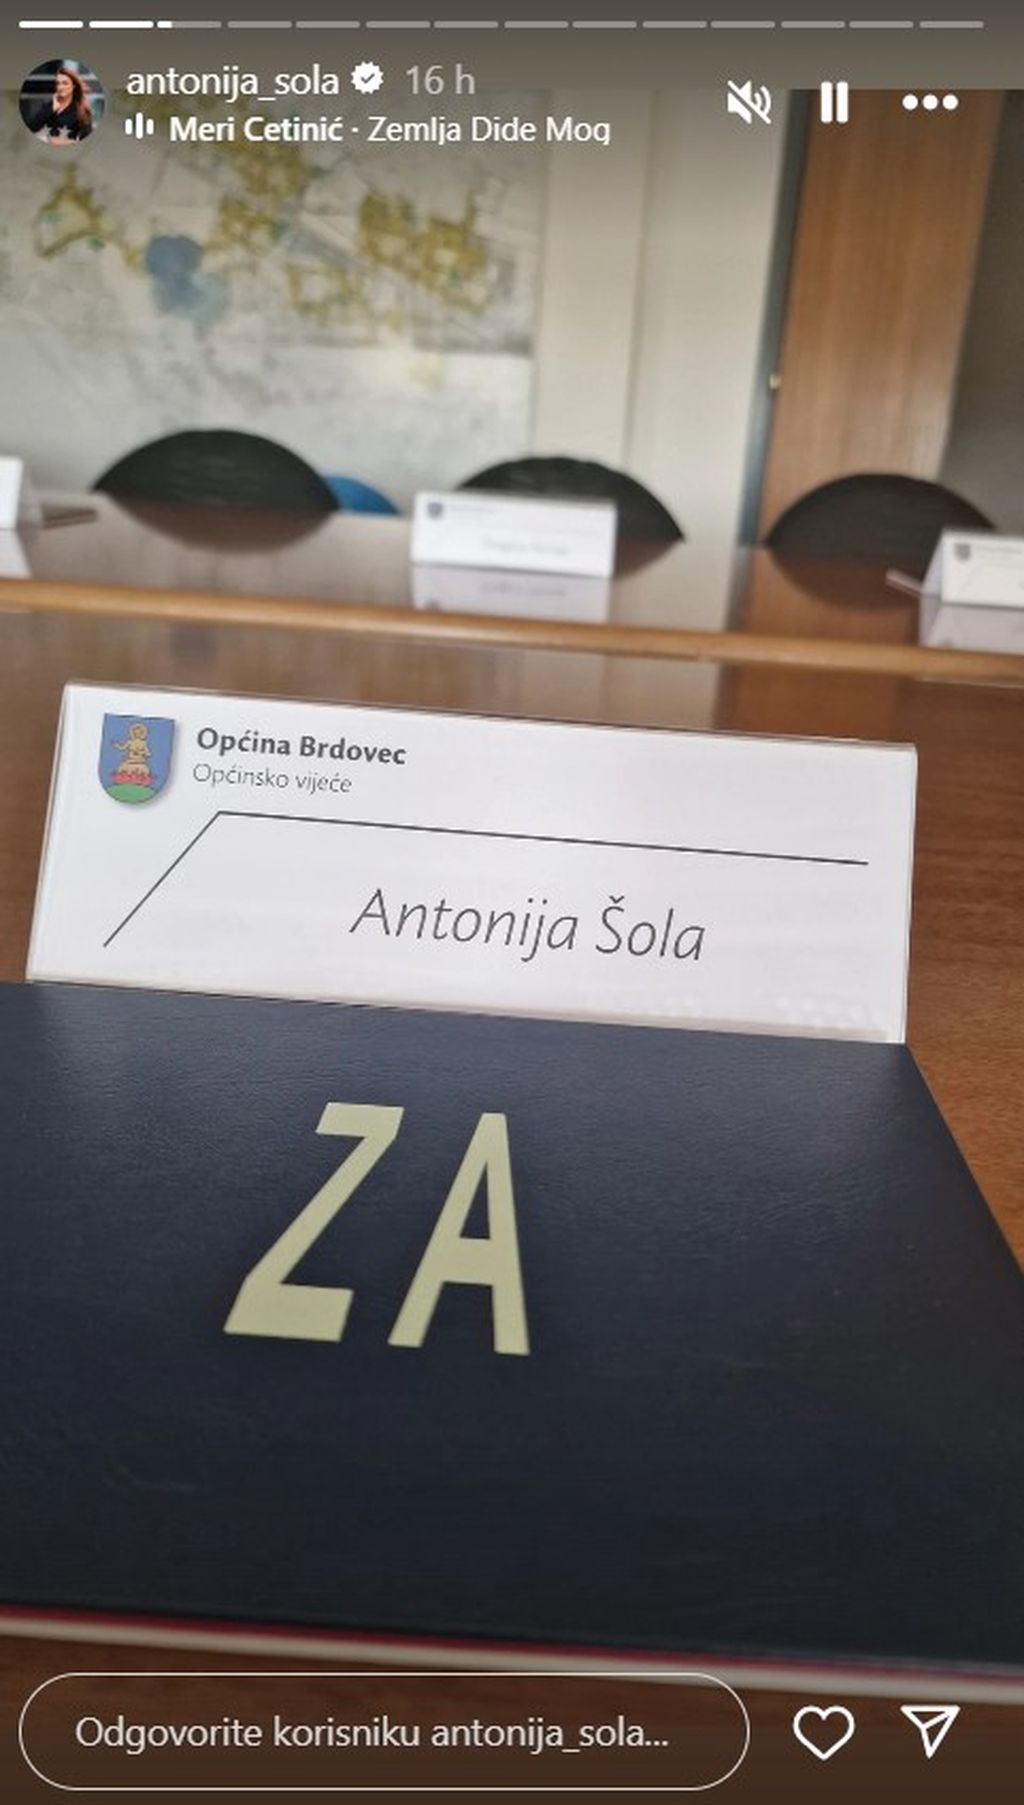 antonija_sola 16 h
Meri Cetinić · Zemlja Dide Mog
Općina Brdovec
Općinsko vijeće
Antonija Šola
ZA
Odgovorite korisniku antonija_sola...